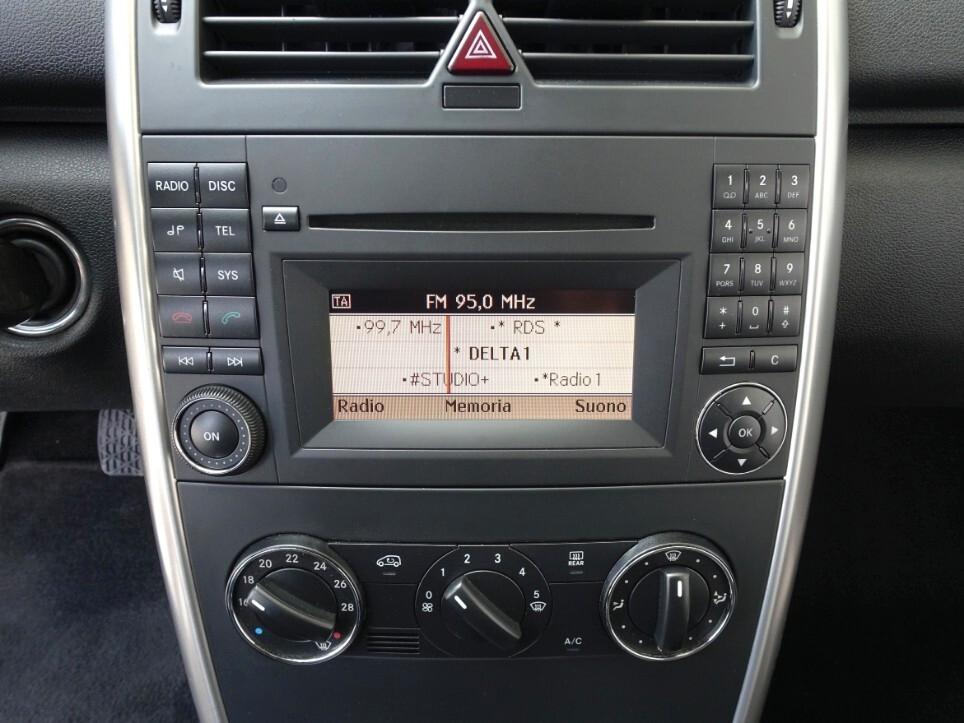 RADIO DISC
TEL
SYS
ON
TA FM 95,0 MHz
·99,7 MHz ·* RDS *
* DELTA1
·#STUDIO+ ·*Radio1
Radio Memoria Suono
1 2 ABC 3 DEF
4 GHI 5 JKL 6 MNO
7 PQRS 8 TUV 9 WXYZ
* + 0 #
C
OK
16 18 20 22 24 26 28
0 1 2 3 4 5
REAR
A/C